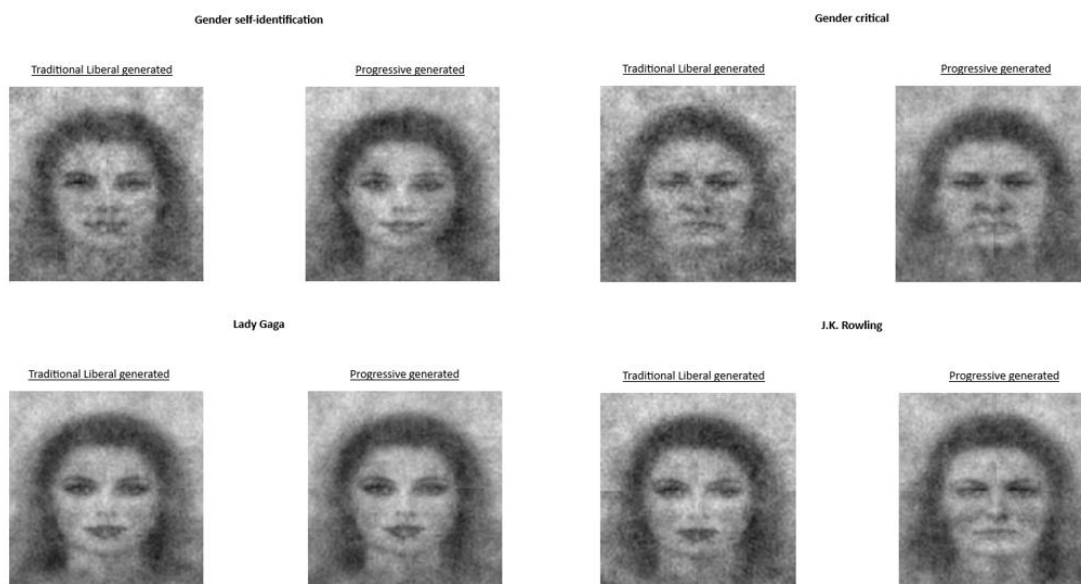 Gender self-identification
Gender critical
Traditional Liberal generated
Progressive generated
Traditional Liberal generated
Progressive generated
Lady Gaga
J.K. Rowling
Traditional Liberal generated
Progressive generated
Traditional Liberal generated
Progressive generated